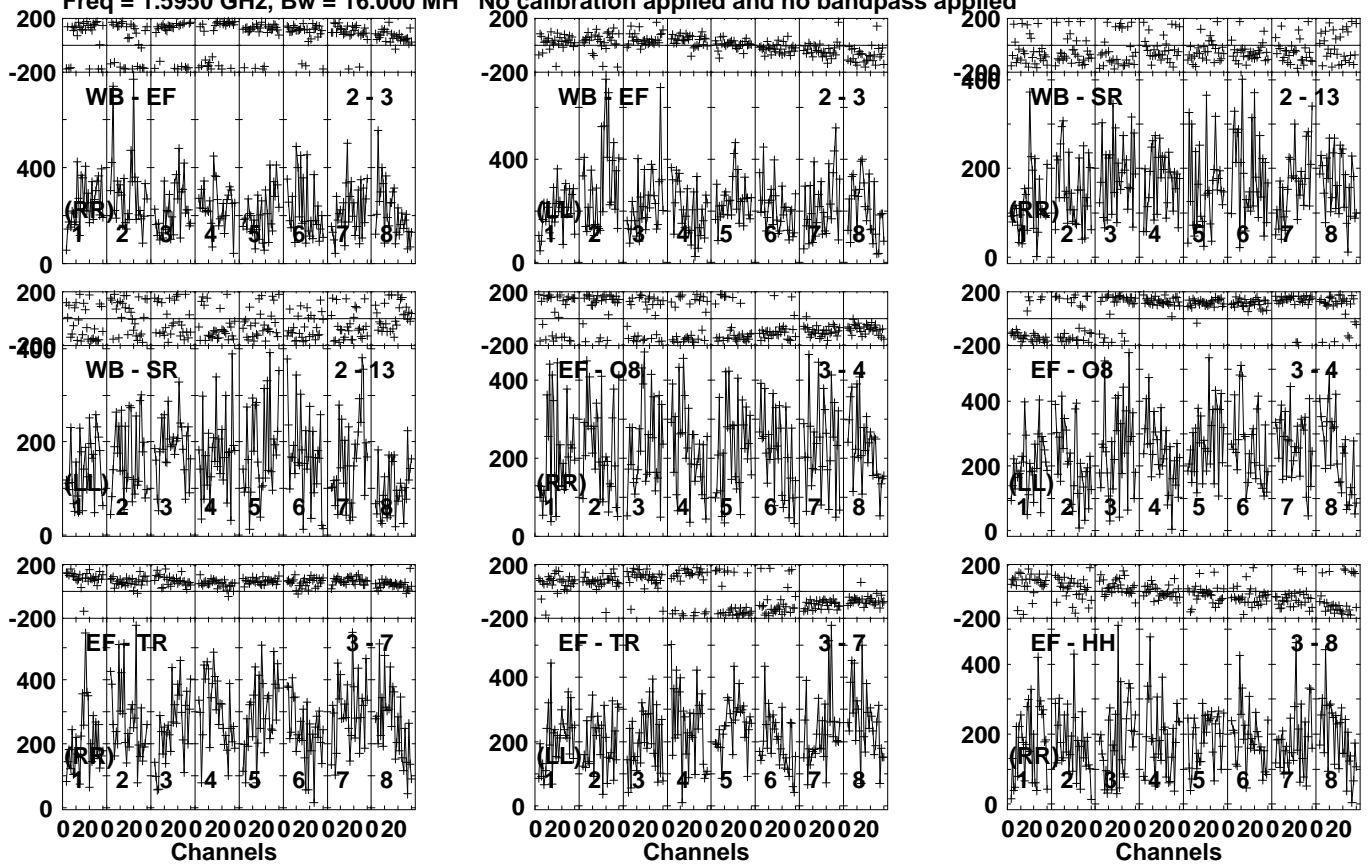 Freq = 1.5950 GHz, Bw = 16.000 MH No calibration applied and no bandpass applied
200 200 200
-200 -200 -200
WB - EF 2 - 3 WB - EF 2 - 3 400 WB - SR 2 - 13
400 400 200
(RR) (LL) (RR)
1 2 3 4 5 6 7 8 1 2 3 4 5 6 7 8 1 2 3 4 5 6 7 8
0 0 0
200 200 200
-200 -200 -200
400 WB - SR 2 - 13 EF - O8 3 - 4 EF - O8 3 - 4
400 400
200 200 200
(LL) (RR) (LL)
1 2 3 4 5 6 7 8 1 2 3 4 5 6 7 8 1 2 3 4 5 6 7 8
0 0 0
200 200 200
-200 -200 -200
EF - TR 3 - 7 EF - TR 3 - 7 EF - HH 3 - 8
400 400 400
200 200 200
(RR) (LL) (RR)
1 2 3 4 5 6 7 8 1 2 3 4 5 6 7 8 1 2 3 4 5 6 7 8
0 0 0
0 20 0 20 0 20 0 20 0 20 0 20 0 20 0 20 0 20 0 20 0 20 0 20 0 20 0 20 0 20 0 20 0 20 0 20 0 20 0 20 0 20 0 20 0 20 0 20
Channels Channels Channels